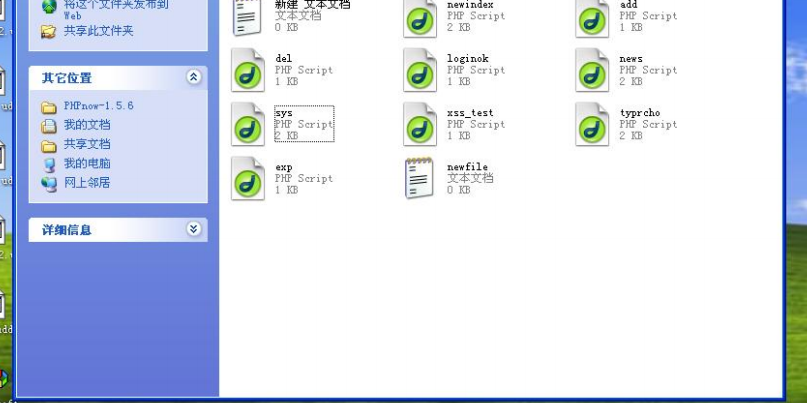 将这个文件夹发布到
Web
共享此文件夹
其它位置
PHPnow-1.5.6
我的文档
共享文档
我的电脑
网上邻居
详细信息
新建 文本文档
文本文档
0 KB
newindex
PHP Script
2 KB
add
PHP Script
1 KB
del
PHP Script
1 KB
loginok
PHP Script
1 KB
news
PHP Script
2 KB
sys
PHP Script
2 KB
xss_test
PHP Script
1 KB
typrcho
PHP Script
2 KB
exp
PHP Script
1 KB
newfile
文本文档
0 KB